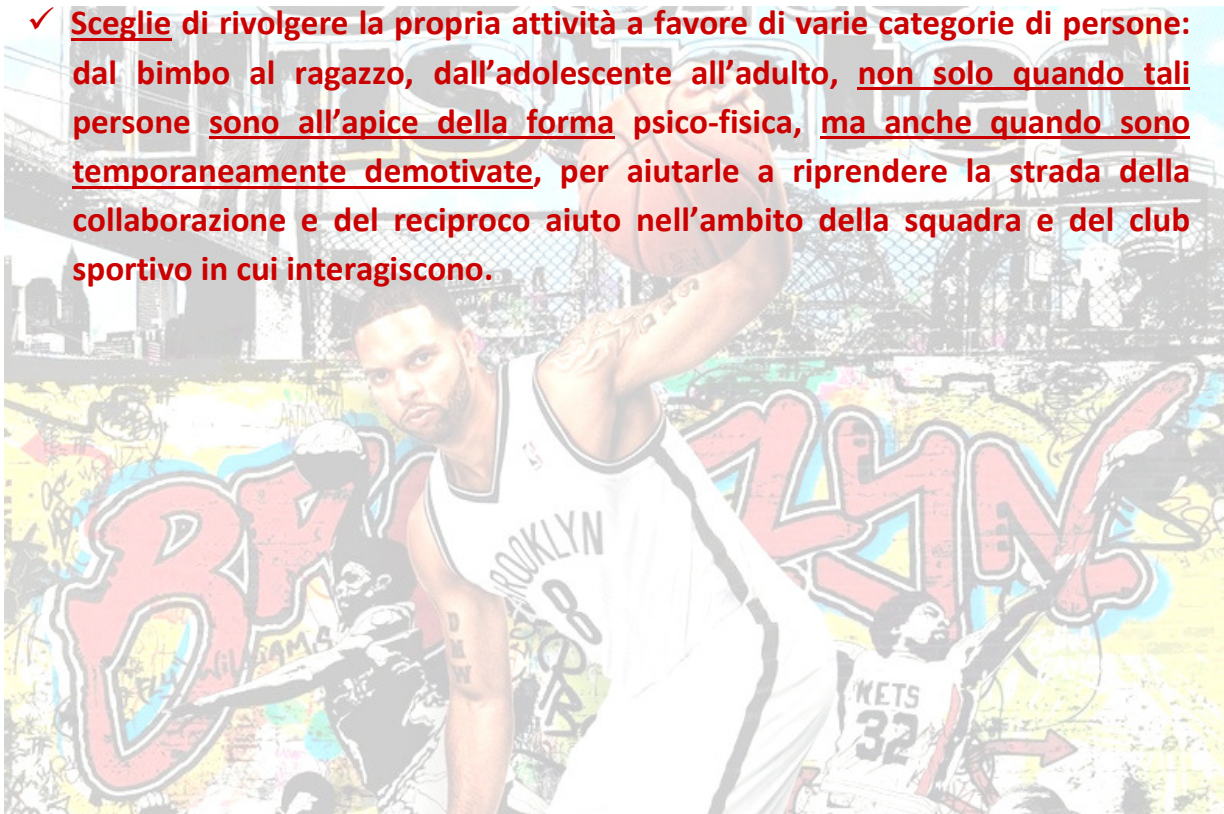 ✓ Sceglie di rivolgere la propria attività a favore di varie categorie di persone:
dal bimbo al ragazzo, dall’adolescente all’adulto, non solo quando tali
persone sono all’apice della forma psico-fisica, ma anche quando sono
temporaneamente demotivate, per aiutarle a riprendere la strada della
collaborazione e del reciproco aiuto nell’ambito della squadra e del club
sportivo in cui interagiscono.
BROOKLYN
8
NETS
32